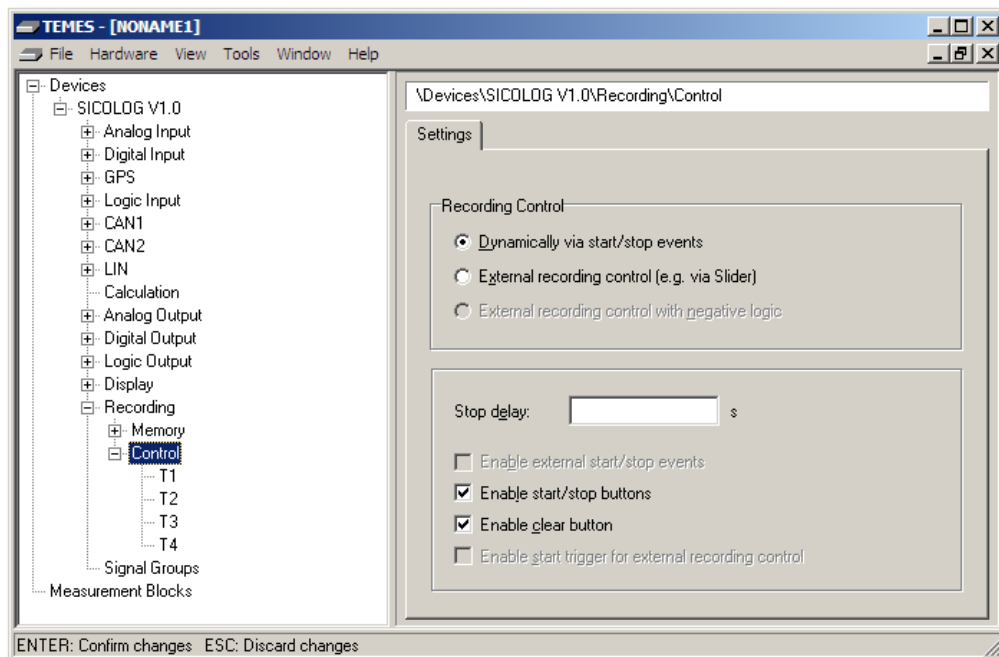 TEMES - [NONAME1]
File Hardware View Tools Window Help
Devices
SICOLOG V1.0
Analog Input
Digital Input
GPS
Logic Input
CAN1
CAN2
LIN
Calculation
Analog Output
Digital Output
Logic Output
Display
Recording
Memory
Control
T1
T2
T3
T4
Signal Groups
Measurement Blocks
\Devices\SICOLOG V1.0\Recording\Control
Settings
Recording Control
Dynamically via start/stop events
External recording control (e.g. via Slider)
External recording control with negative logic
Stop delay: s
Enable external start/stop events
Enable start/stop buttons
Enable clear button
Enable start trigger for external recording control
ENTER: Confirm changes ESC: Discard changes